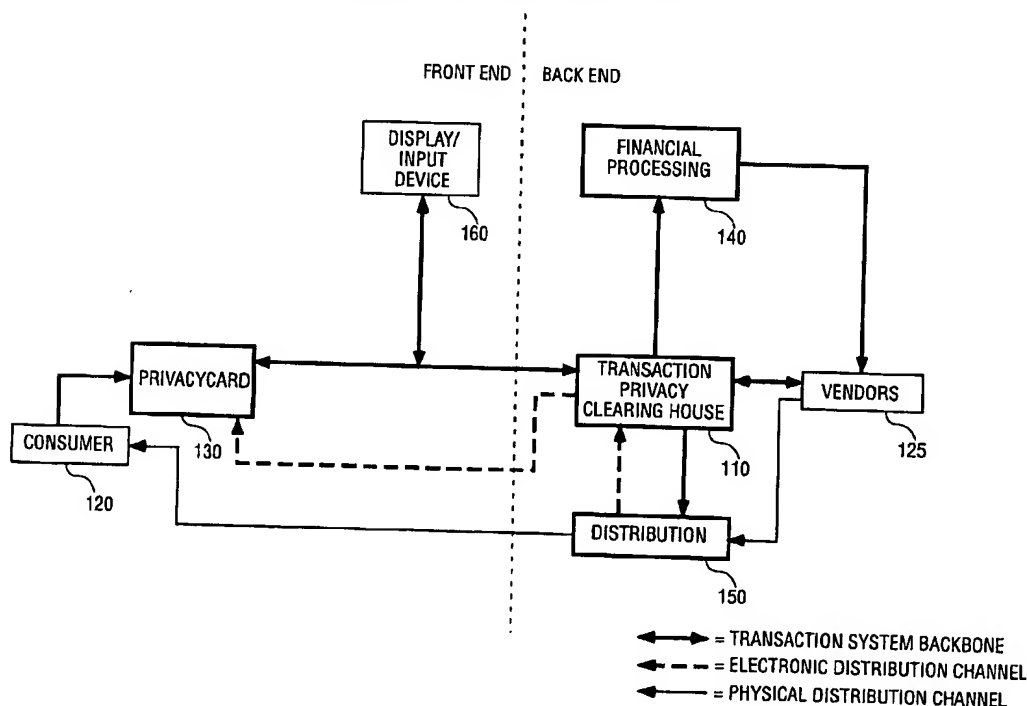 FRONT END
BACK END
DISPLAY/
INPUT
DEVICE
160
FINANCIAL
PROCESSING
140
PRIVACYCARD
130
TRANSACTION
PRIVACY
CLEARING HOUSE
110
VENDORS
125
CONSUMER
120
DISTRIBUTION
150
= TRANSACTION SYSTEM BACKBONE
= ELECTRONIC DISTRIBUTION CHANNEL
= PHYSICAL DISTRIBUTION CHANNEL